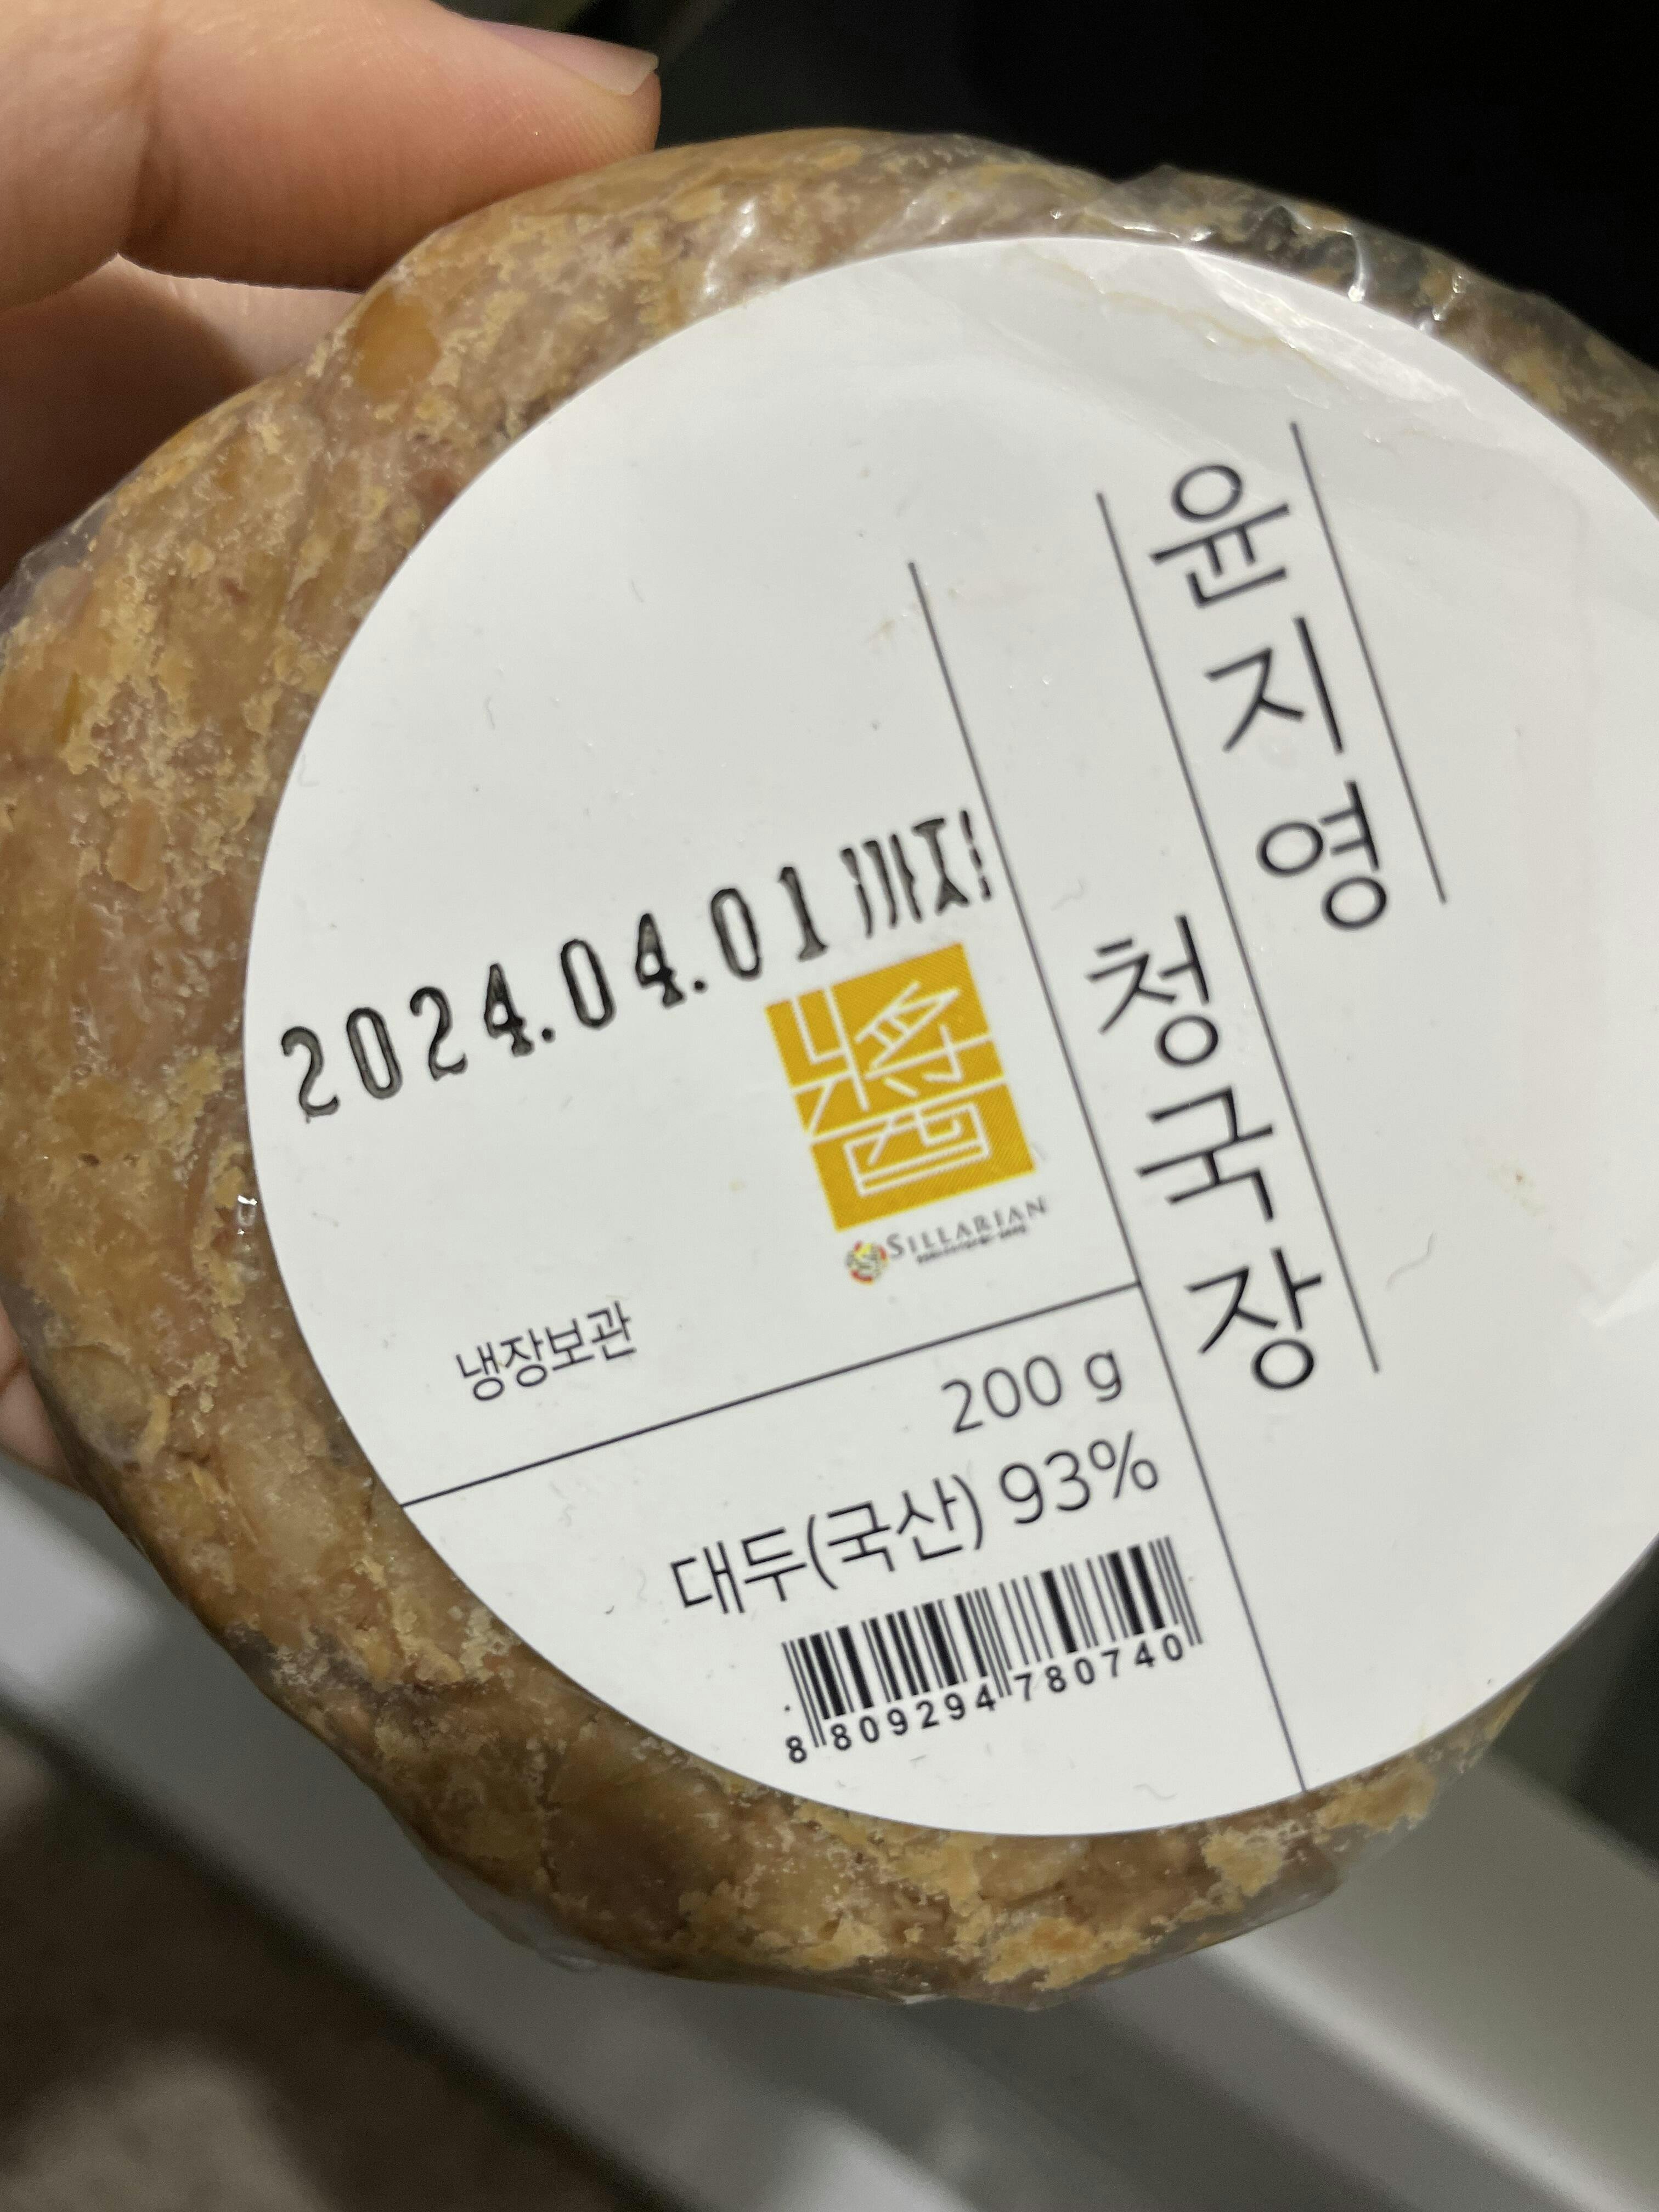 윤지영
청국장
2024.04.01 까지
醬
SILLARIAN
냉장보관
200 g
대두(국산) 93%
8 809294 780740